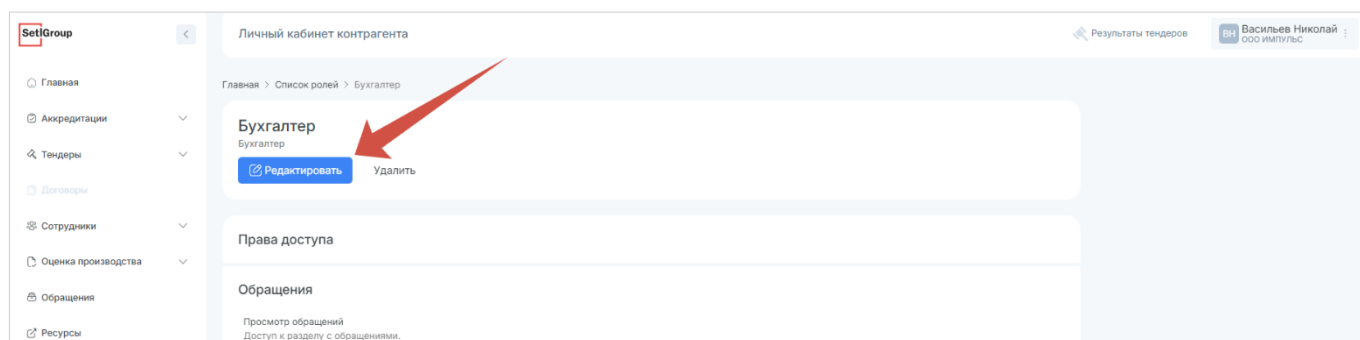 SetlGroup
Личный кабинет контрагента
Результаты тендеров
ВН
Васильев Николай
ООО ИМПУЛЬС
Главная
Аккредитации
Тендеры
Договоры
Сотрудники
Оценка производства
Обращения
Ресурсы
Главная > Список ролей > Бухгалтер
Бухгалтер
Бухгалтер
Редактировать
Удалить
Права доступа
Обращения
Просмотр обращений
Доступ к разделу с обращениями.